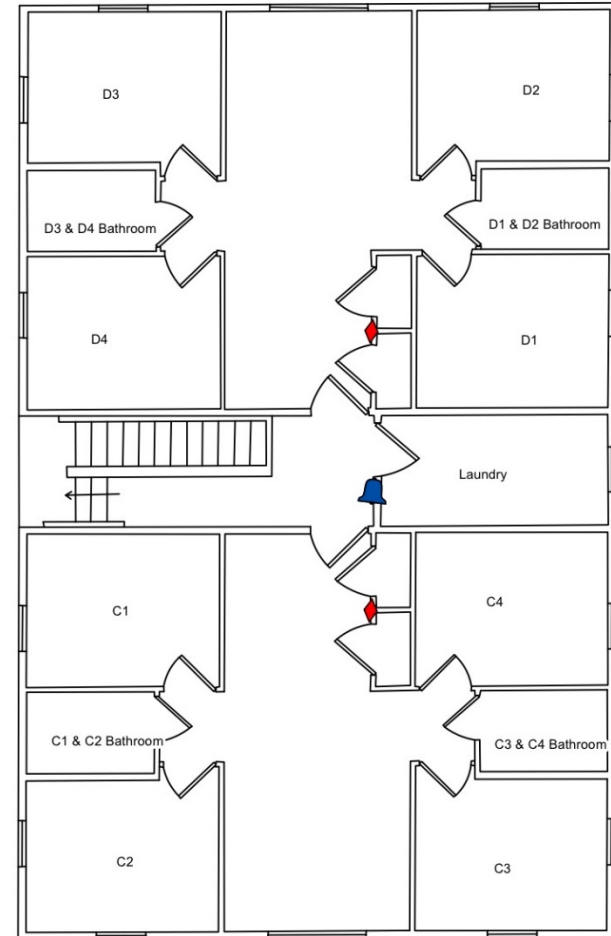 D3
D2
D3 & D4 Bathroom
D1 & D2 Bathroom
D4
D1
Laundry
C1
C4
C1 & C2 Bathroom
C3 & C4 Bathroom
C2
C3